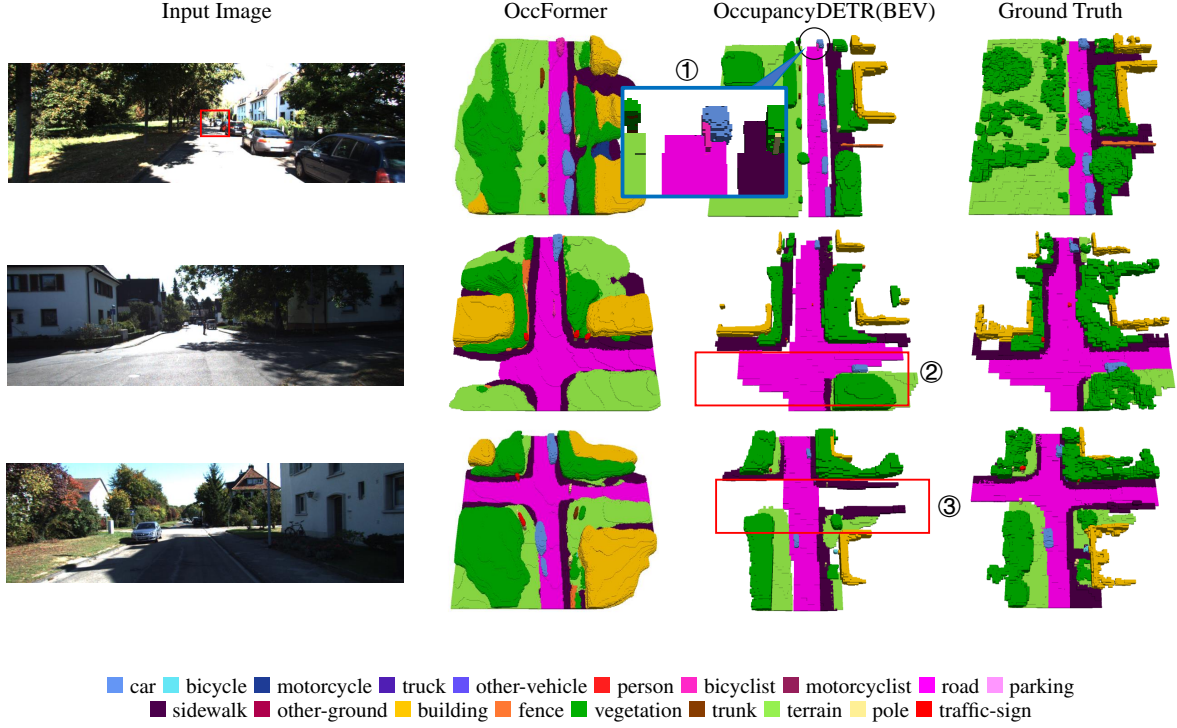 Input Image OccFormer OccupancyDETR(BEV) Ground Truth
①
②
③
car bicycle motorcycle truck other-vehicle person bicyclist motorcyclist road parking
sidewalk other-ground building fence vegetation trunk terrain pole traffic-sign